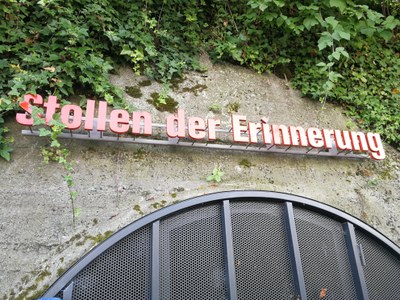 Stollen der Erinnerung